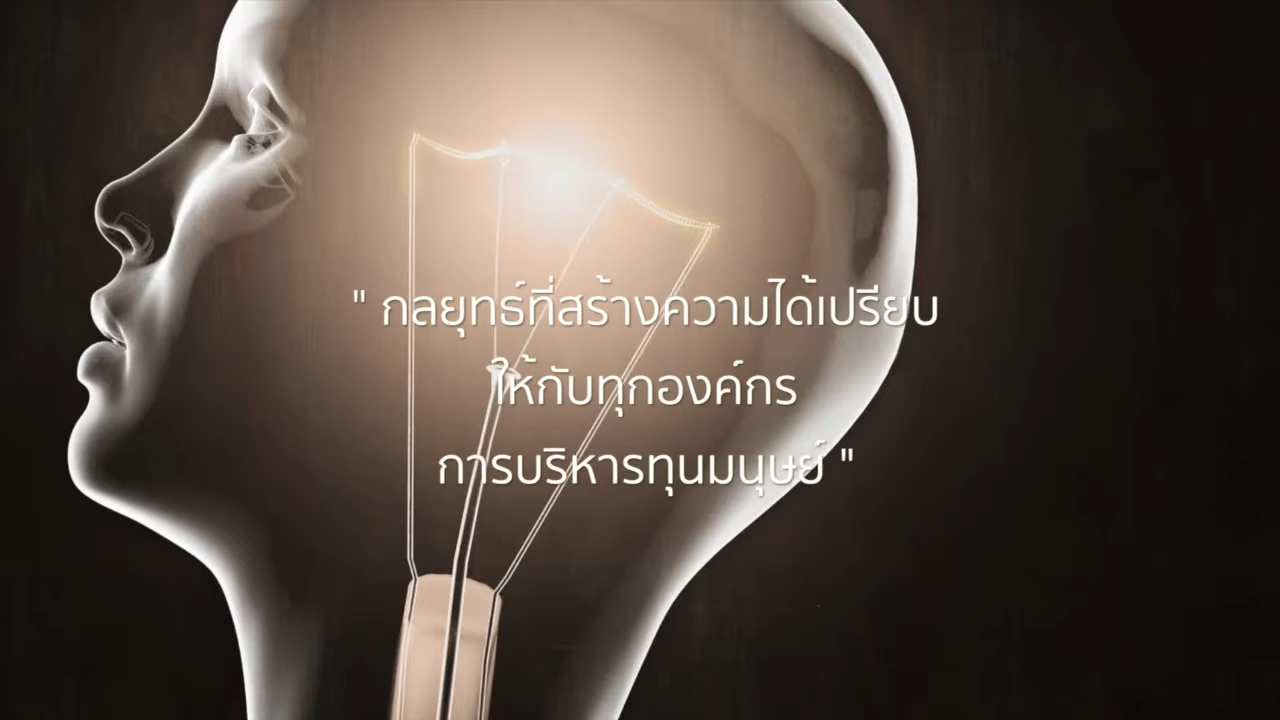 " กลยุทธ์ที่สร้างความได้เปรียบ
ให้กับทุกองค์กร
การบริหารทุนมนุษย์ "